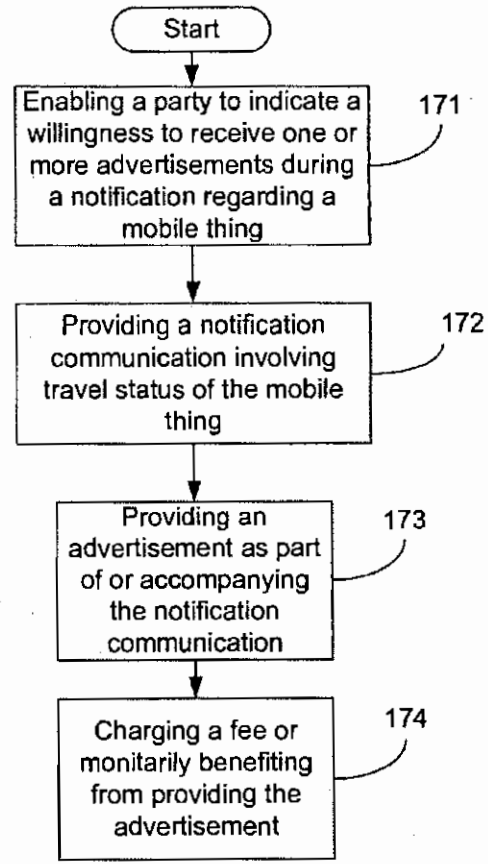 Start
Enabling a party to indicate a
willingness to receive one or
more advertisements during
a notification regarding a
mobile thing
171
Providing a notification
communication involving
travel status of the mobile
thing
172
Providing an
advertisement as part
of or accompanying
the notification
communication
173
Charging a fee or
monitarily benefiting
from providing the
advertisement
174